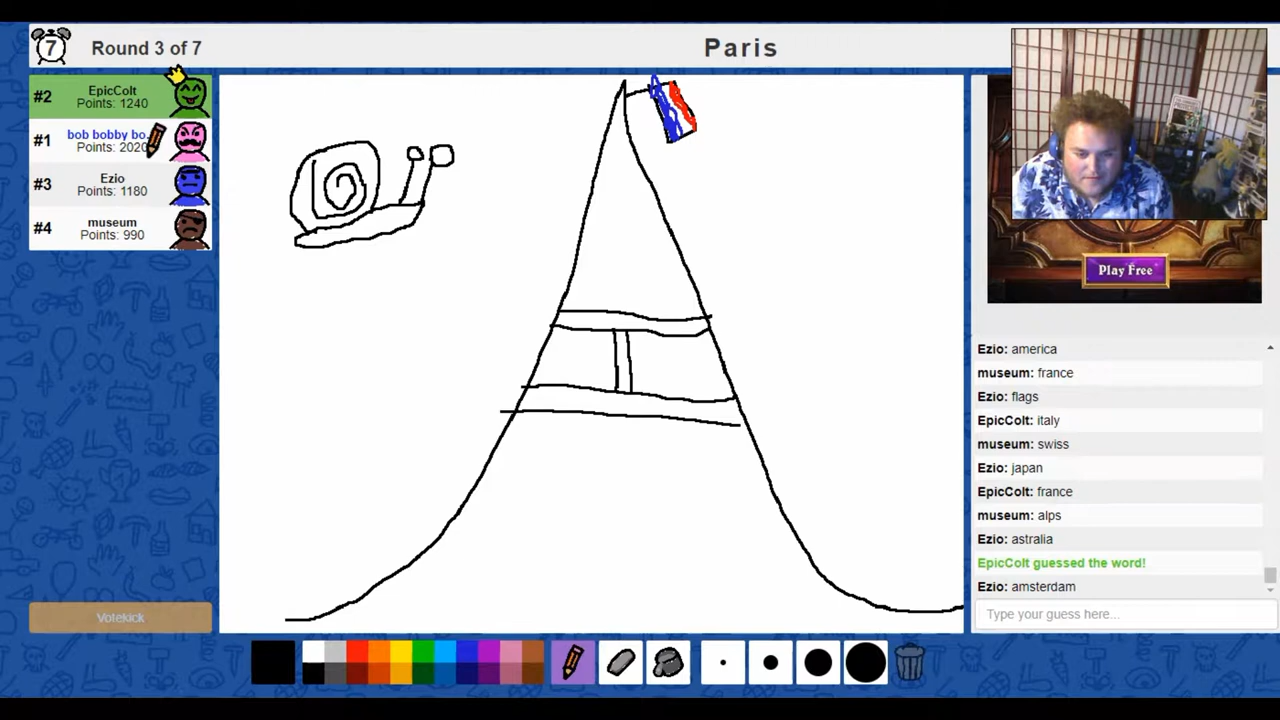 7
Round 3 of 7
Paris
#2
EpicColt
Points: 1240
#1
bob bobby bo...
Points: 2020
#3
Ezio
Points: 1180
#4
museum
Points: 990
Votekick
Play Free
Ezio: america
museum: france
Ezio: flags
EpicColt: italy
museum: swiss
Ezio: japan
EpicColt: france
museum: alps
Ezio: astralia
EpicColt guessed the word!
Ezio: amsterdam
Type your guess here...